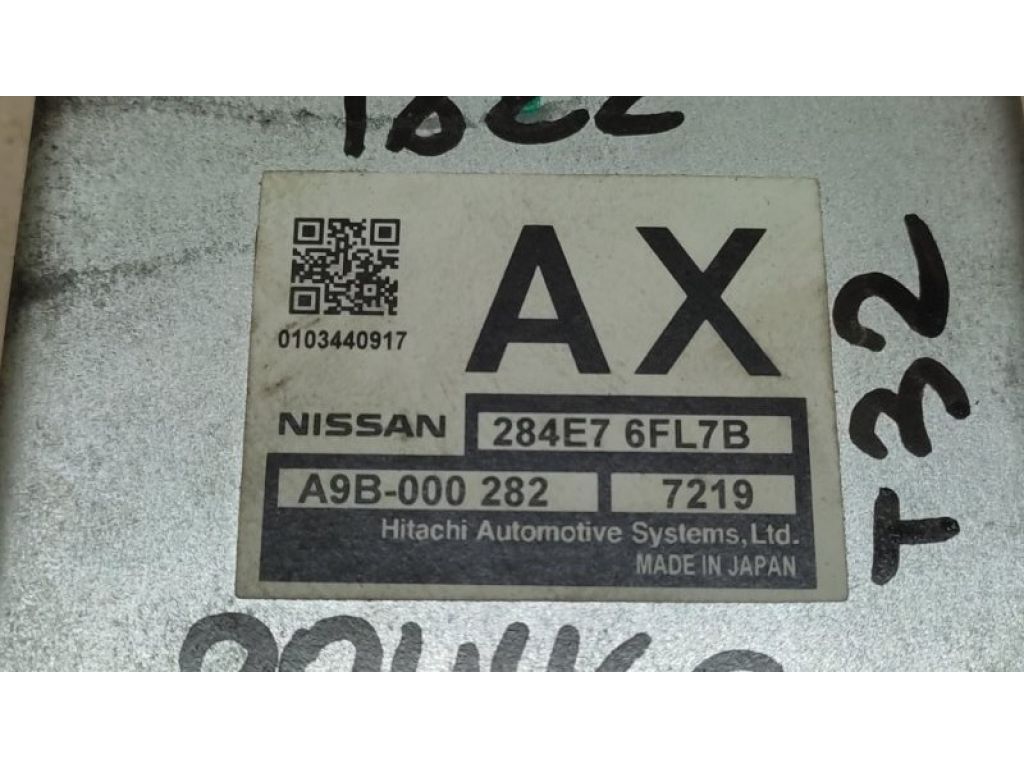 AX
0103440917
NISSAN 284E7 6FL7B
A9B-000 282 7219
Hitachi Automotive Systems, Ltd.
MADE IN JAPAN
T32